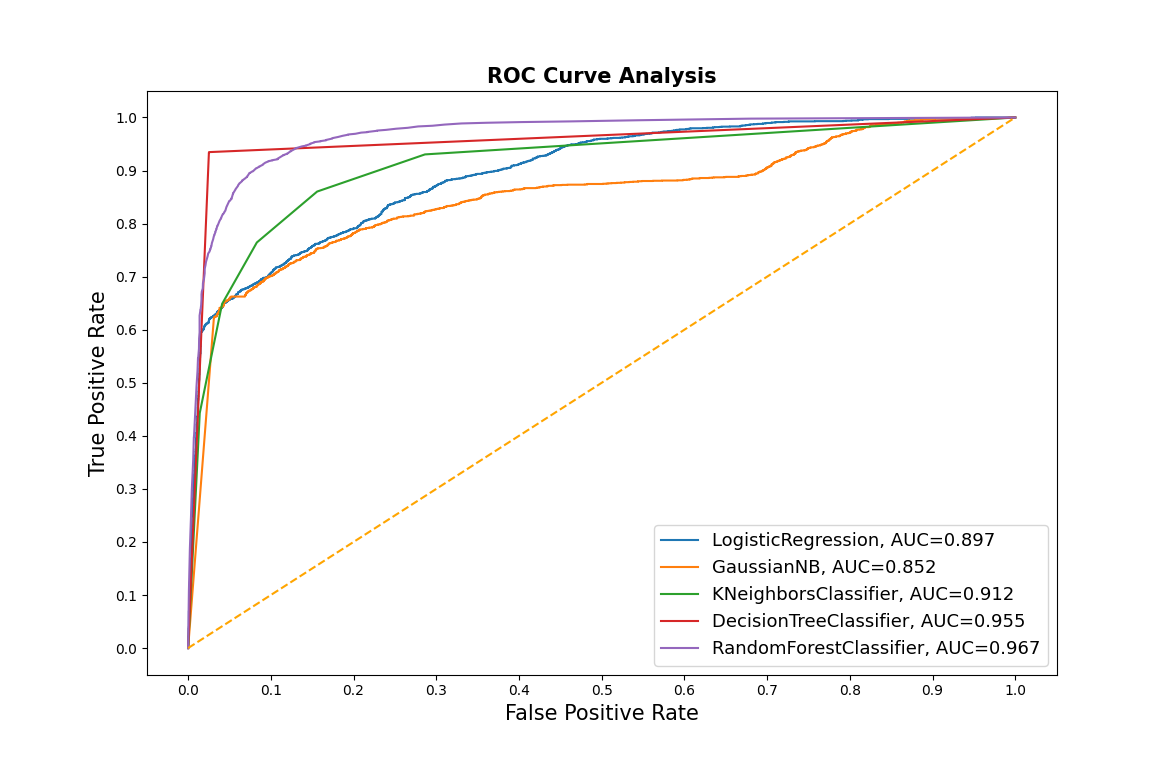 ROC Curve Analysis
1.0
0.9
0.8
0.7
0.6
0.5
0.4
0.3
0.2
0.1
0.0
True Positive Rate
LogisticRegression, AUC=0.897
GaussianNB, AUC=0.852
KNeighborsClassifier, AUC=0.912
DecisionTreeClassifier, AUC=0.955
RandomForestClassifier, AUC=0.967
0.0 0.1 0.2 0.3 0.4 0.5 0.6 0.7 0.8 0.9 1.0
False Positive Rate